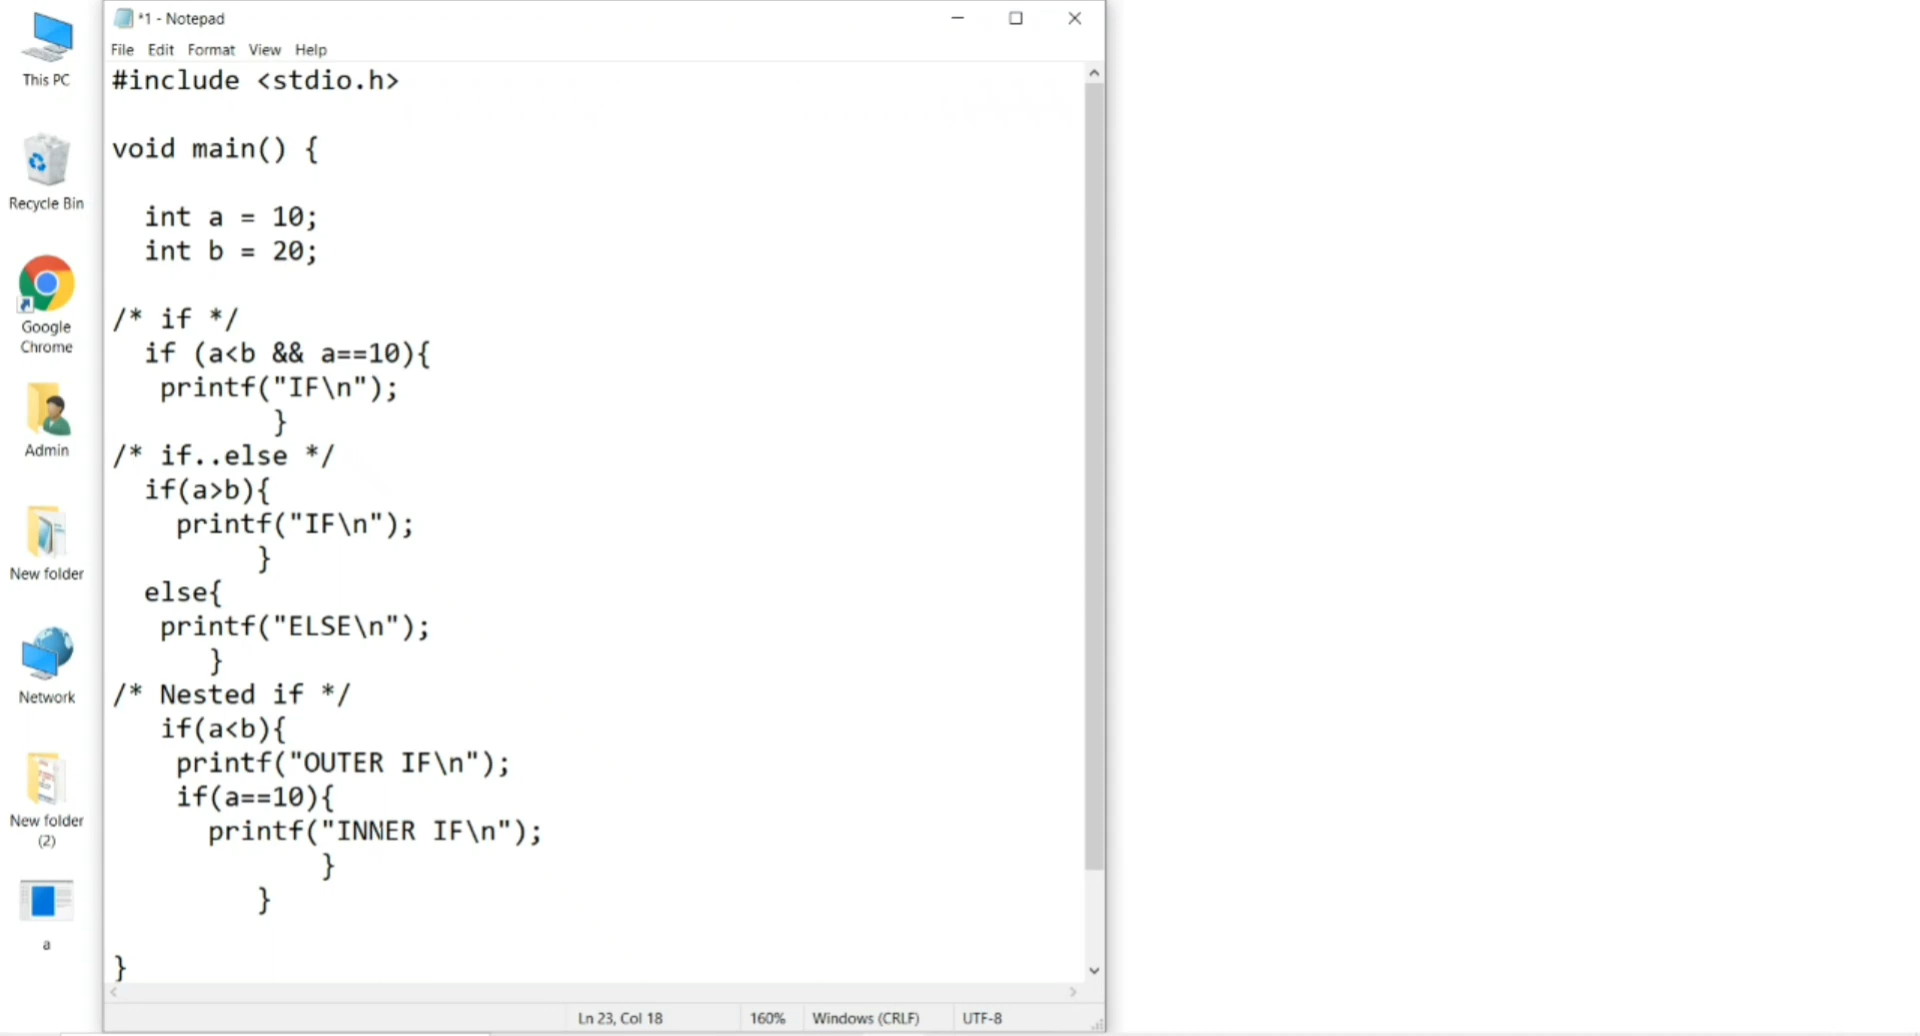 This PC
Recycle Bin
Google
Chrome
Admin
New folder
Network
New folder
(2)
a
*1 - Notepad
File Edit Format View Help
#include <stdio.h>
void main() {
int a = 10;
int b = 20;
/* if */
if (a<b && a==10){
printf("IF\n");
}
/* if..else */
if(a>b){
printf("IF\n");
}
else{
printf("ELSE\n");
}
/* Nested if */
if(a<b){
printf("OUTER IF\n");
if(a==10){
printf("INNER IF\n");
}
}
}
Ln 23, Col 18 160% Windows (CRLF) UTF-8